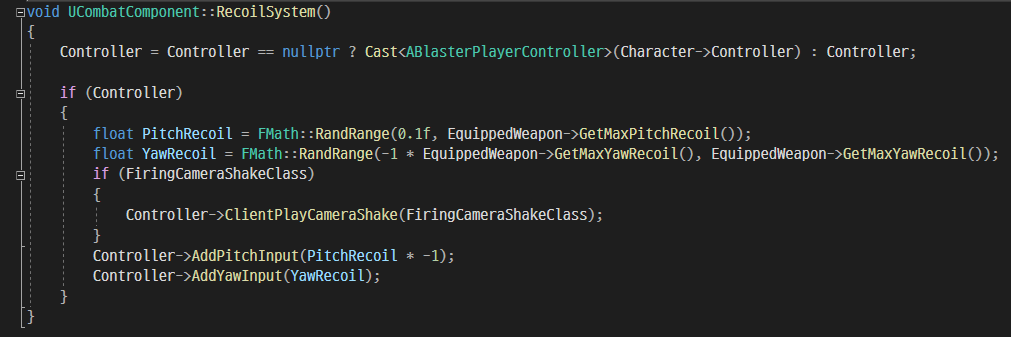 void UCombatComponent::RecoilSystem()
{
    Controller = Controller == nullptr ? Cast<ABlasterPlayerController>(Character->Controller) : Controller;

    if (Controller)
    {
        float PitchRecoil = FMath::RandRange(0.1f, EquippedWeapon->GetMaxPitchRecoil());
        float YawRecoil = FMath::RandRange(-1 * EquippedWeapon->GetMaxYawRecoil(), EquippedWeapon->GetMaxYawRecoil());
        if (FiringCameraShakeClass)
        {
            Controller->ClientPlayCameraShake(FiringCameraShakeClass);
        }
        Controller->AddPitchInput(PitchRecoil * -1);
        Controller->AddYawInput(YawRecoil);
    }
}